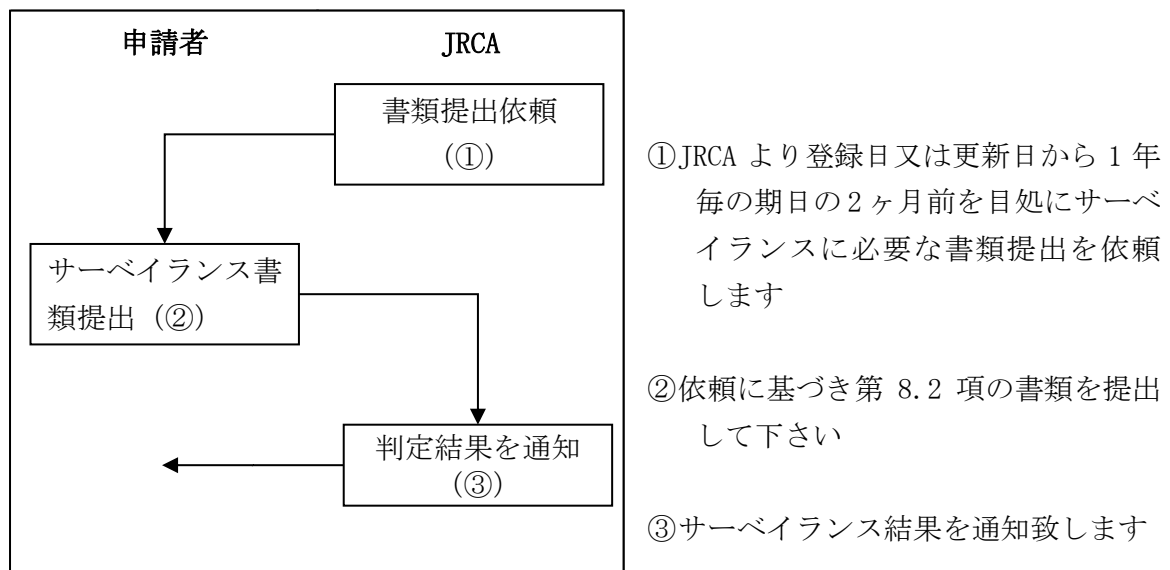 申請者 JRCA
書類提出依頼
(①)
サーベイランス書
類提出(②)
判定結果を通知
(③)
①JRCA より登録日又は更新日から 1 年
毎の期日の 2 ヶ月前を目処にサーベ
イランスに必要な書類提出を依頼
します
②依頼に基づき第 8.2 項の書類を提出
して下さい
③サーベイランス結果を通知致します